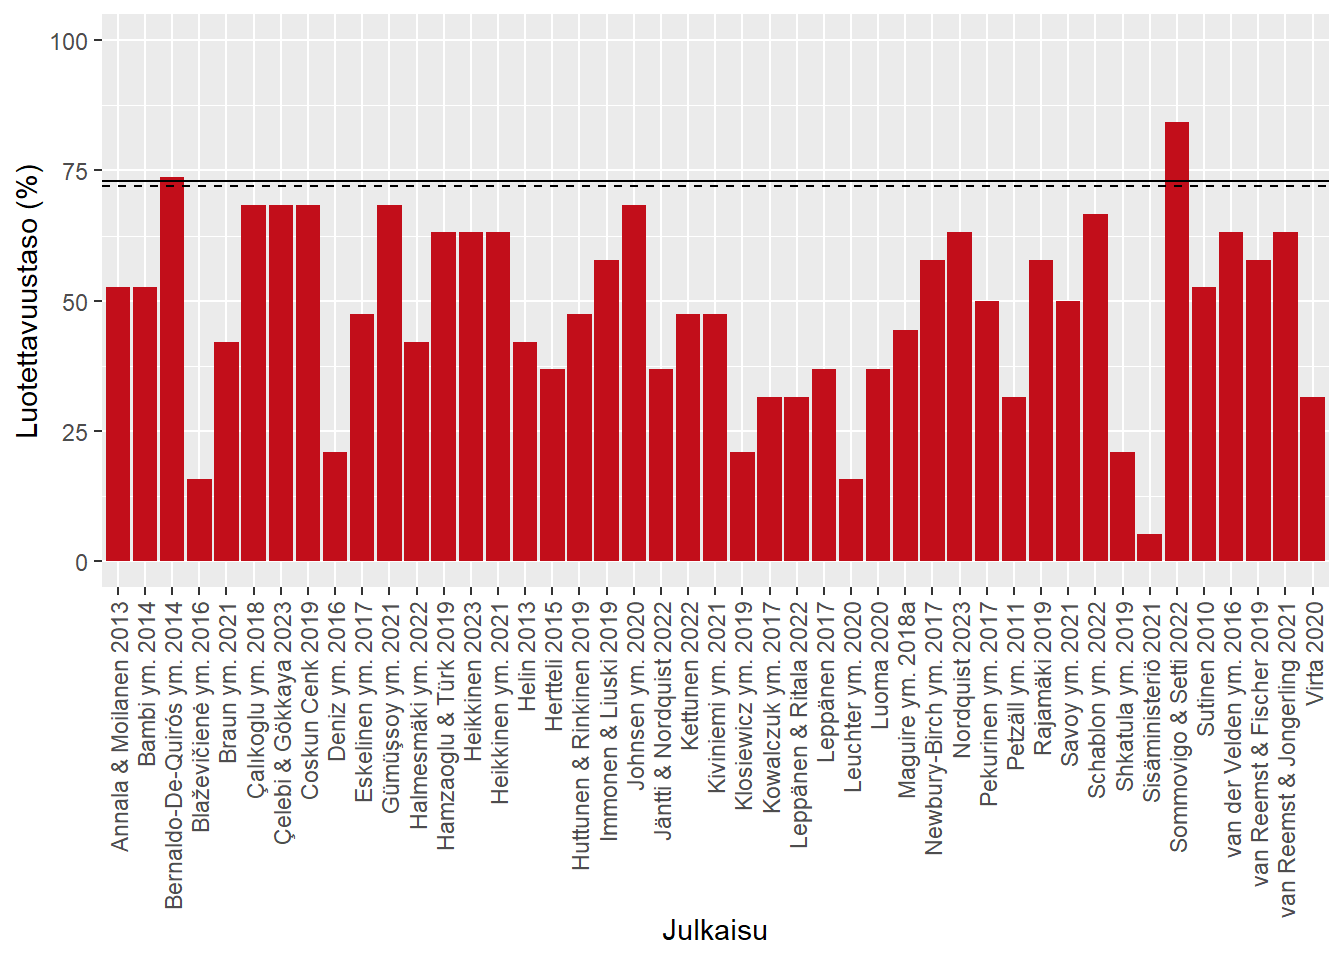 100
75
50
25
0
Luotettavuustaso (%)
Annala & Moilanen 2013
Bambi ym. 2014
Bernaldo-De-Quirós ym. 2014
Blaževičienė ym. 2016
Braun ym. 2021
Çalıkoglu ym. 2018
Çelebi & Gökkaya 2023
Coskun Cenk 2019
Deniz ym. 2016
Eskelinen ym. 2017
Gümüşsoy ym. 2021
Halmesmäki ym. 2022
Hamzaoglu & Türk 2019
Heikkinen 2023
Heikkinen ym. 2021
Helin 2013
Hertteli 2015
Huttunen & Rinkinen 2019
Immonen & Liuski 2019
Johnsen ym. 2020
Jäntti & Nordquist 2022
Kettunen 2022
Kiviniemi ym. 2021
Klosiewicz ym. 2019
Kowalczuk ym. 2017
Leppänen & Ritala 2022
Leppänen 2017
Leuchter ym. 2020
Luoma 2020
Maguire ym. 2018a
Newbury-Birch ym. 2017
Nordquist 2023
Pekurinen ym. 2017
Petzäll ym. 2011
Rajamäki 2019
Savoy ym. 2021
Schablon ym. 2022
Shkatula ym. 2019
Sisäministeriö 2021
Sommovigo & Setti 2022
Sutinen 2010
van der Velden ym. 2016
van Reemst & Fischer 2019
van Reemst & Jongerling 2021
Virta 2020
Julkaisu